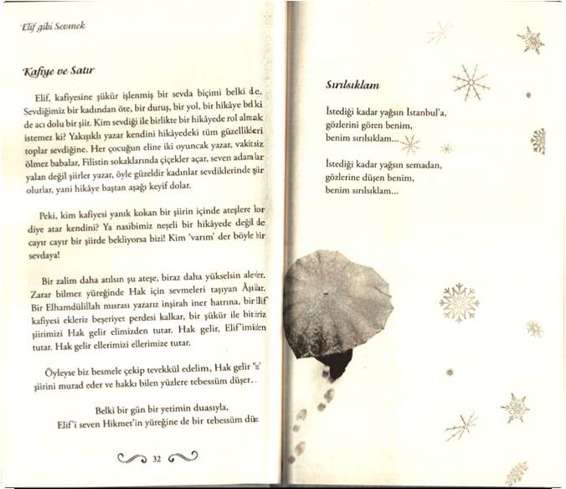 Elif gibi Sevmek
Kafiye ve Satır
Elif, kafiyesine şükür işlenmiş bir sevda biçimi belki de,
Sevdiğimiz bir kadından öte, bir duruş, bir yol, bir hikâye belki
de acı dolu bir şiir. Kim sevdiği ile birlikte bir hikâyede rol almak
istemez ki? Yakışıklı yazar kendini hikâyedeki tüm güzellikleri
toplar sevdiğine. Her çocuğun eline iki oyuncak yazar, vakitsiz
ölmez babalar, Filistin sokaklarında çiçekler açar, seven adamlar
yalan değil şiirler yazar, öyle güzeldir kadınlar sevdiklerinde şiir
olurlar, yani hikâye baştan aşağı keyif dolar.
Peki, kim kafiyesi yanık kokan bir şiirin içinde ateşlere kor
diye atar kendini? Ya nasibimiz neşeli bir hikâyede değil de
cayır cayır bir şiirde bekliyorsa bizi! Kim 'varım' der böyle bir
sevdaya!
Bir zalim daha atılsın şu ateşe, biraz daha yükselsin alevler,
Zarar bilmez yüreğinde Hak için sevmeleri taşıyan Âşıklar.
Bir Elhamdülillah mısrası yazarız inşirah iner hatrına, bir Elif
kafiyesi ekleriz beşeriyet perdesi kalkar, bir şükür ile bitiriz
şiirimizi Hak gelir elimizden tutar. Hak gelir, Elif'imizden
tutar. Hak gelir ellerimizi ellerimize tutar.
Öyleyse biz besmele çekip tevekkül edelim, Hak gelir
şiirini murad eder ve hakkı bilen yüzlere tebessüm düşer...
Belki bir gün bir yetimin duasıyla,
Elif'i seven Hikmet'in yüreğine de bir tebessüm
32
Sırılsıklam
İstediği kadar yağsın İstanbul'a,
gözlerini gören benim,
benim sırılsıklam...
İstediği kadar yağsın semadan,
gözlerine düşen benim,
benim sırılsıklam...